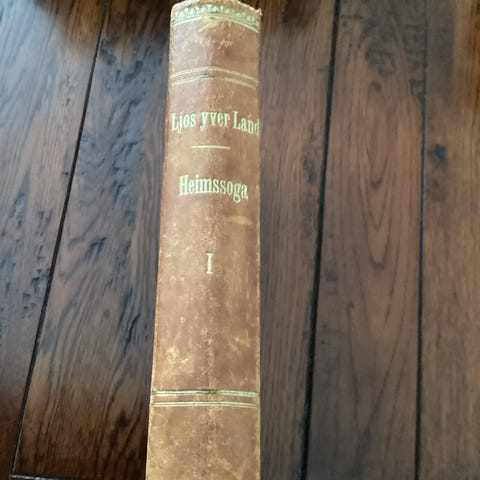 Ljos yver Land
Heimssoga
I